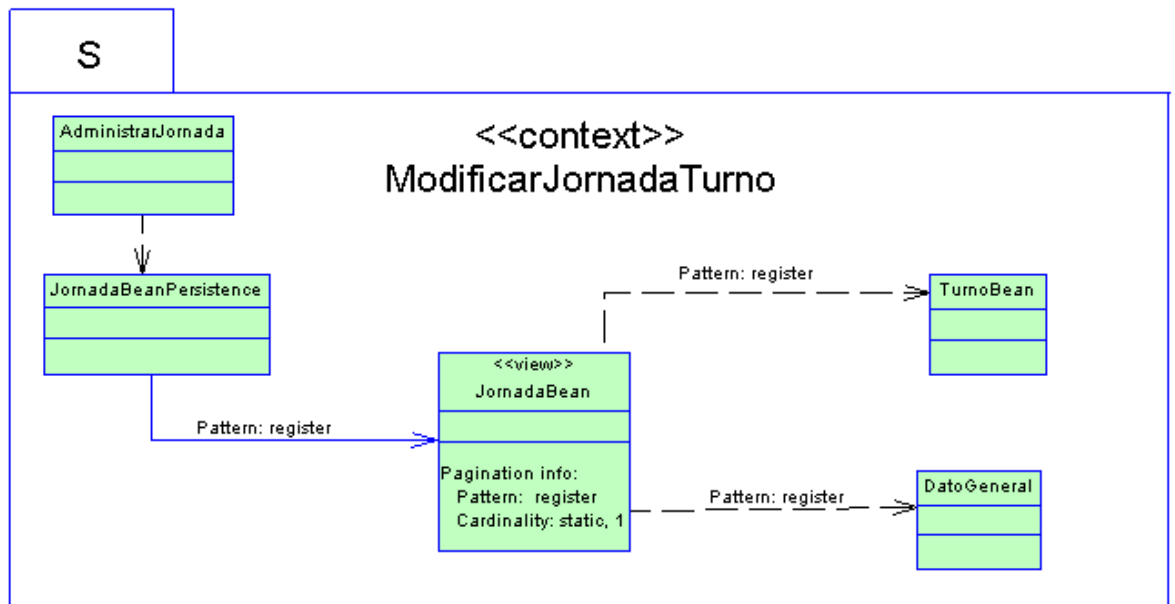 S
<<context>>
ModificarJornadaTurno
AdministrarJornada
JornadaBeanPersistence
Pattern: register
TurnoBean
<<view>>
JornadaBean
Pattern: register
Pagination info:
Pattern: register
Cardinality: static, 1
Pattern: register
DatoGeneral